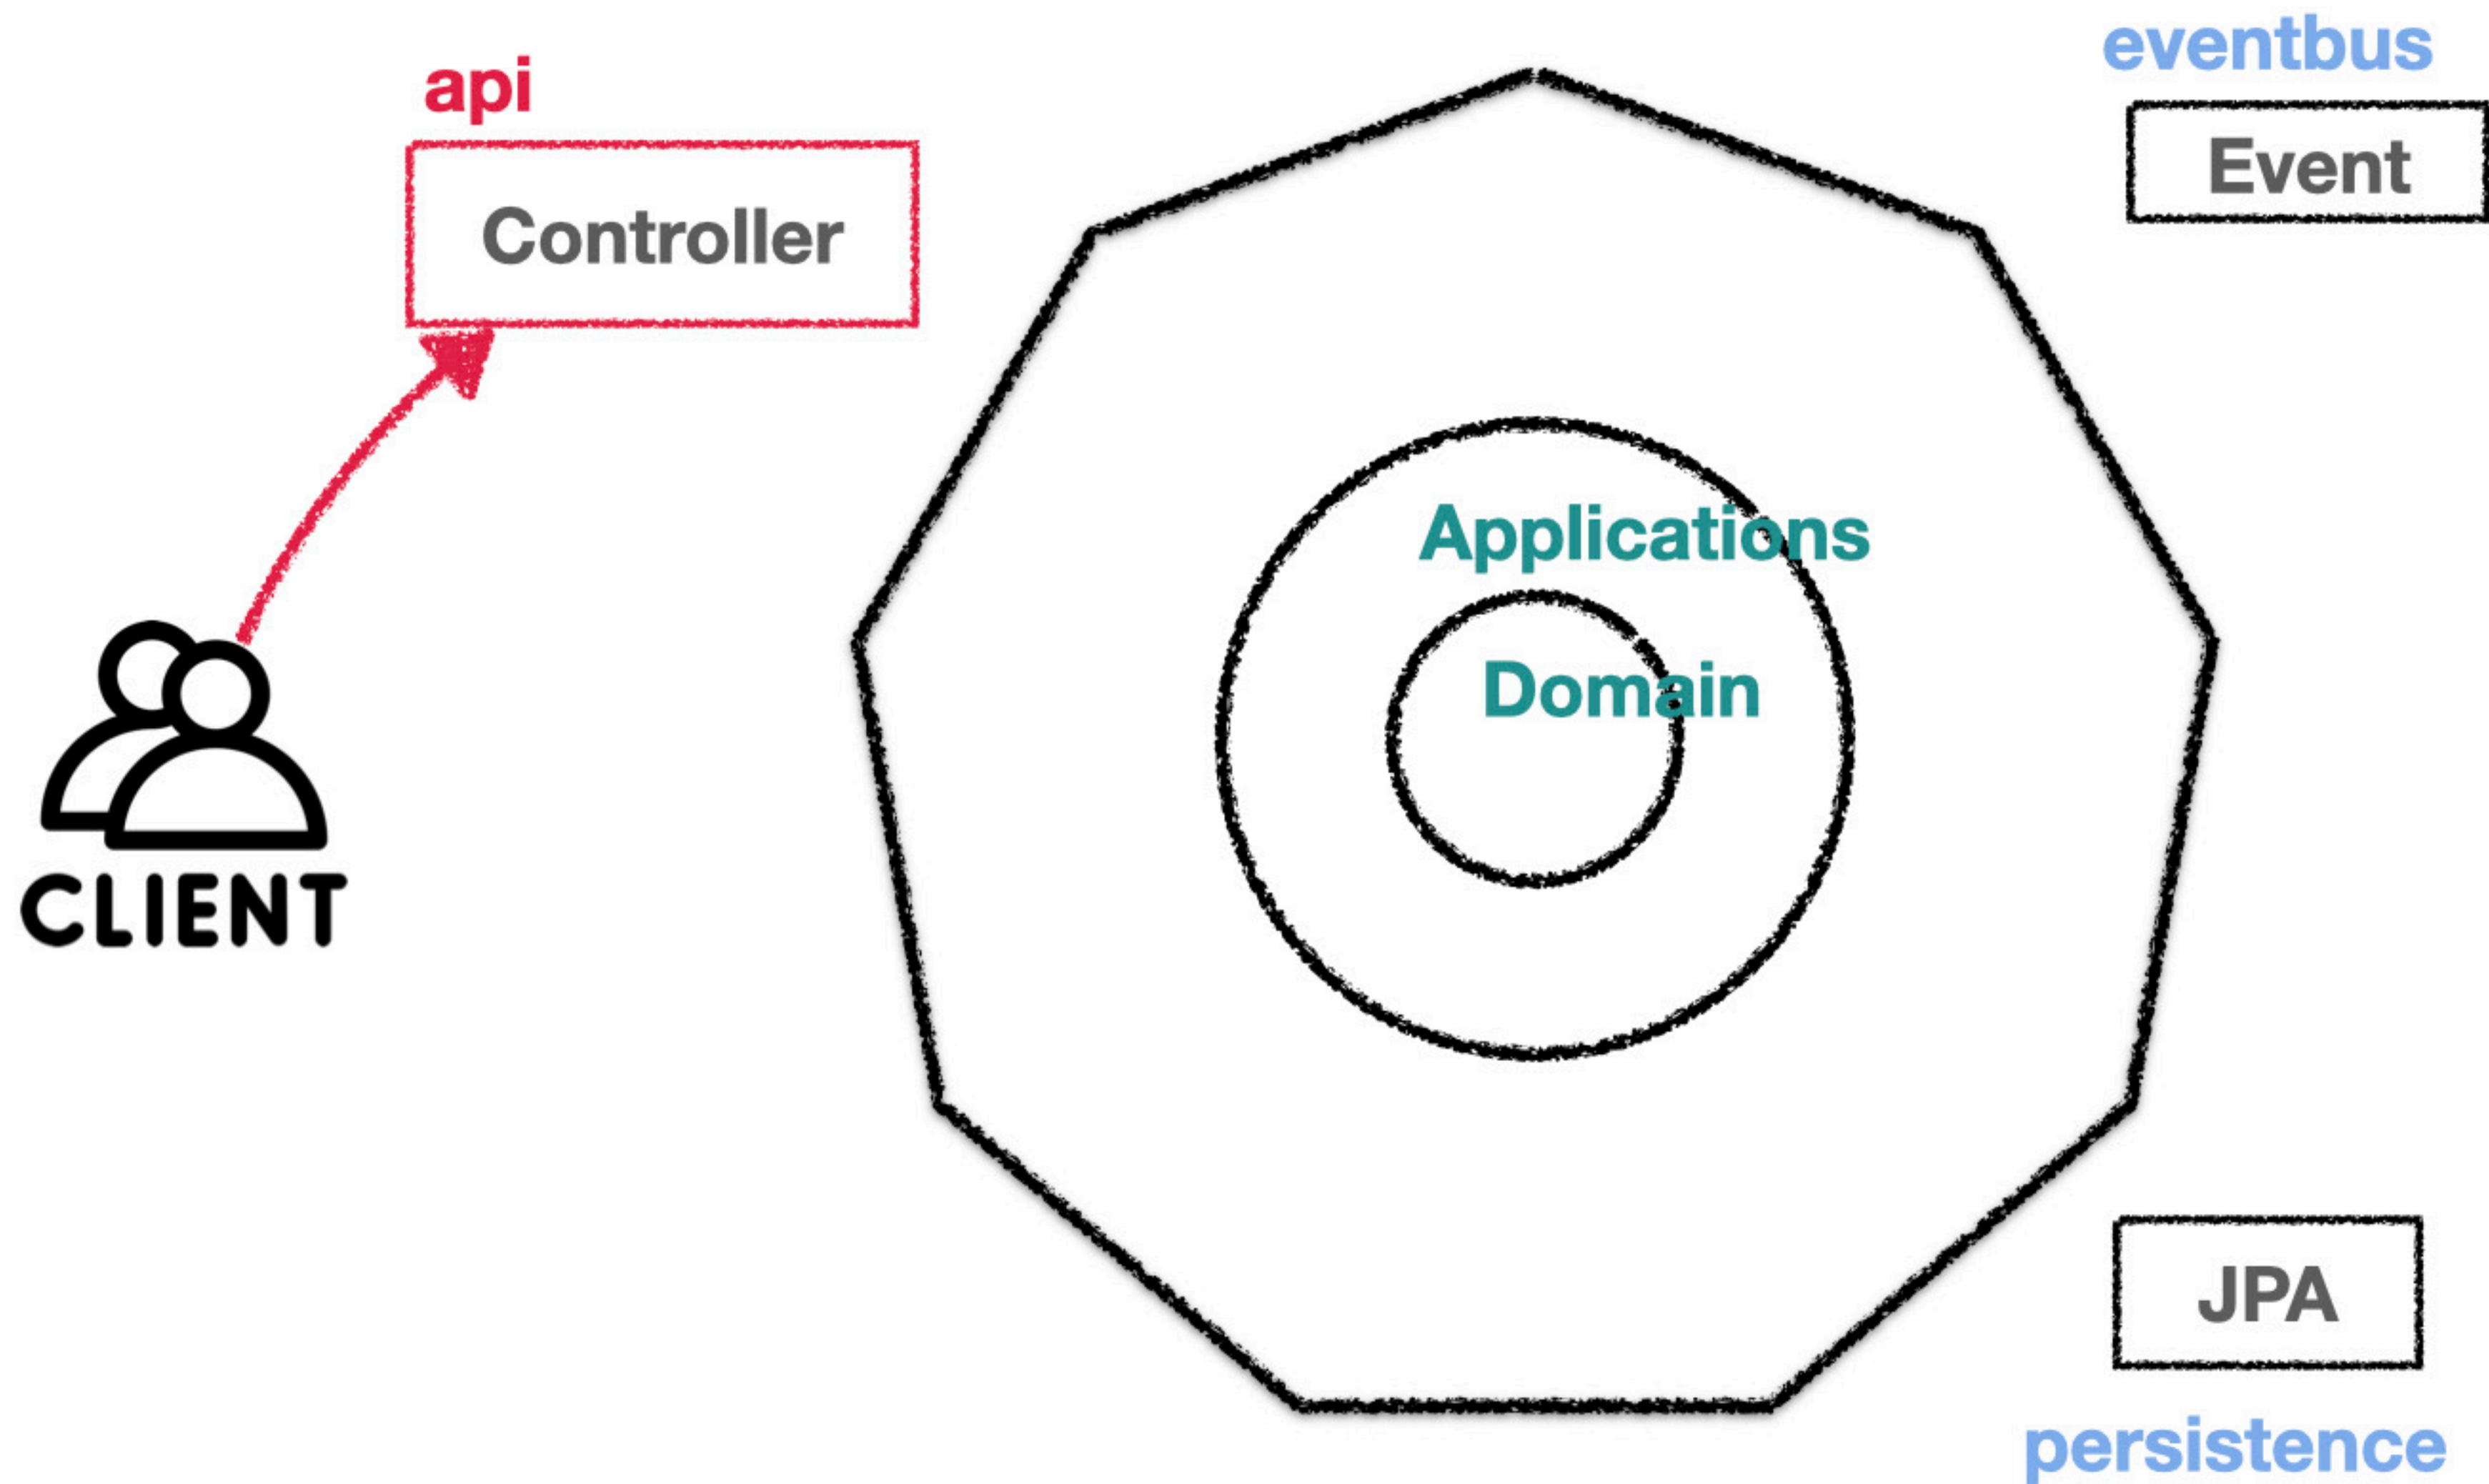 eventbus
api
Event
Controller
Applications
Domain
CLIENT
JPA
persistence